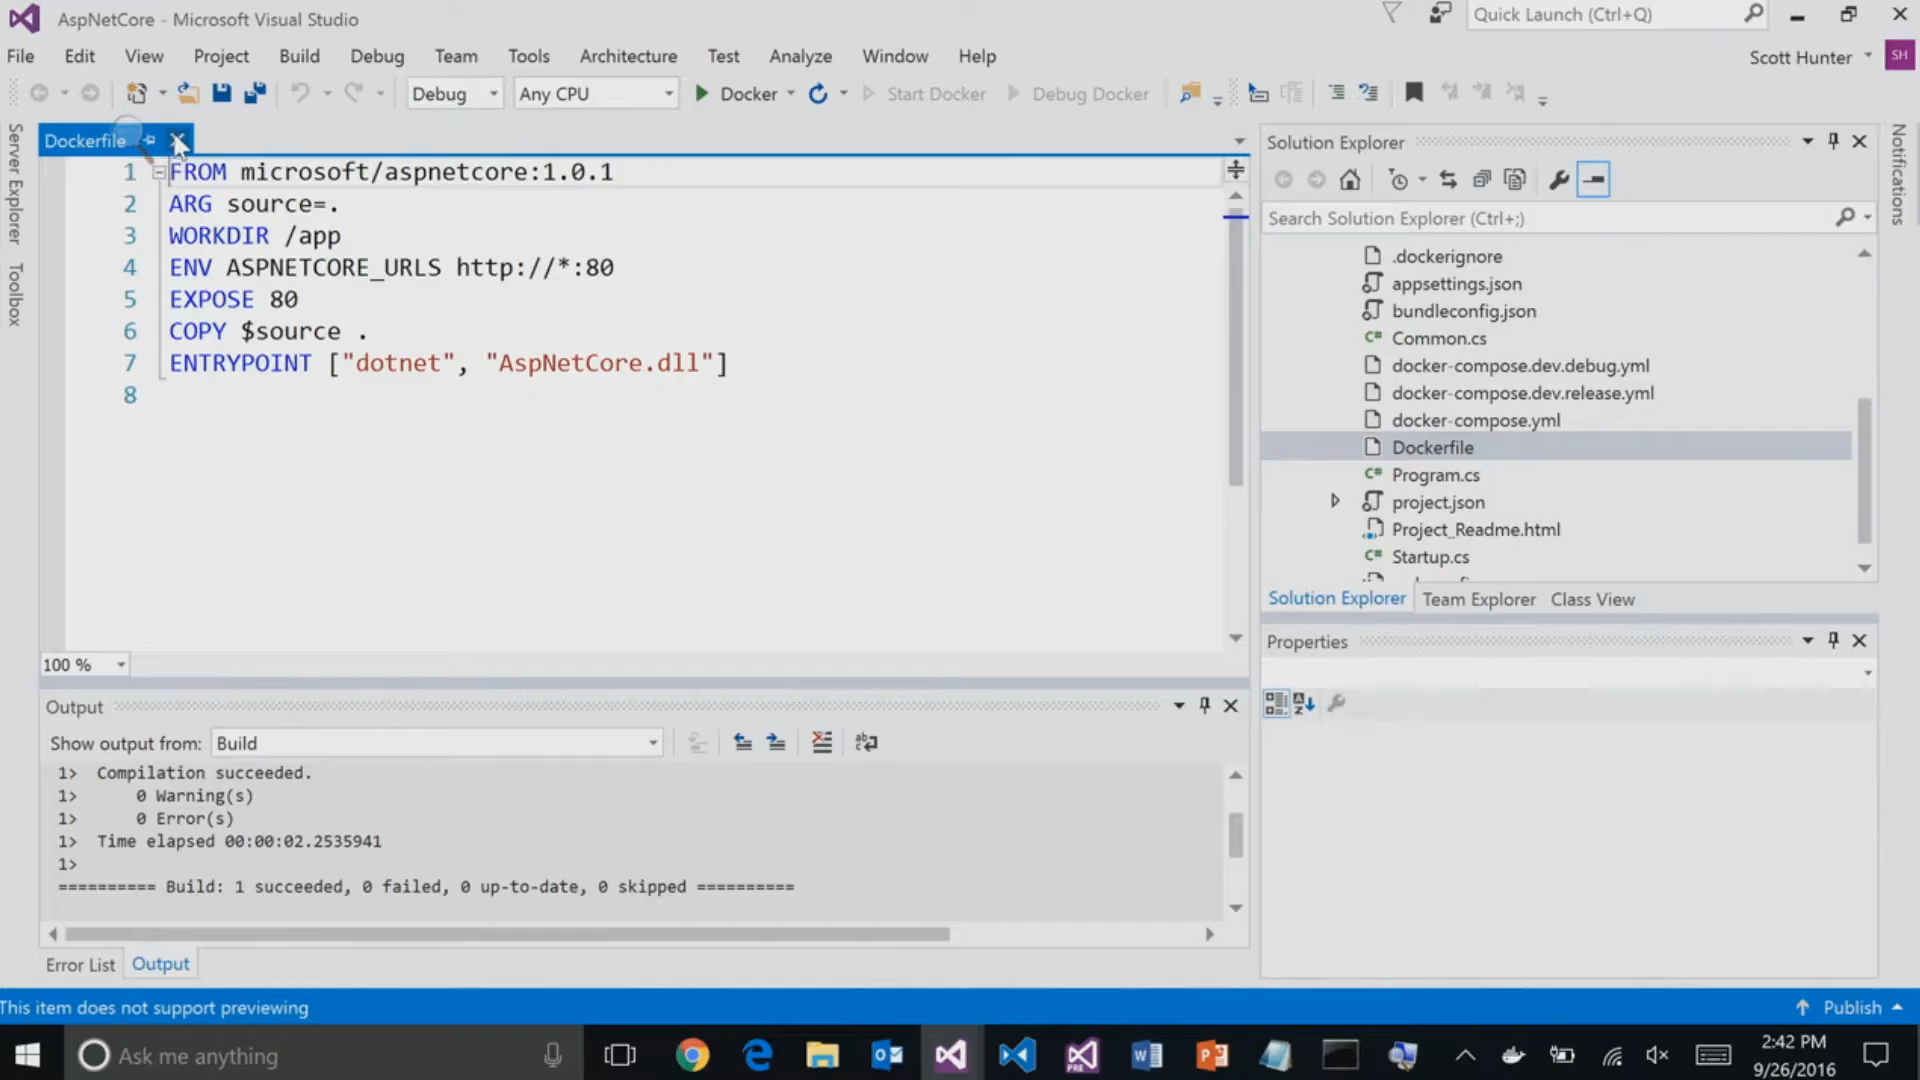 AspNetCore - Microsoft Visual Studio
Quick Launch (Ctrl+Q)
File Edit View Project Build Debug Team Tools Architecture Test Analyze Window Help
Scott Hunter SH
Debug Any CPU Docker Start Docker Debug Docker
Server Explorer
Toolbox
Dockerfile
1 FROM microsoft/aspnetcore:1.0.1
2 ARG source=.
3 WORKDIR /app
4 ENV ASPNETCORE_URLS http://*:80
5 EXPOSE 80
6 COPY $source .
7 ENTRYPOINT ["dotnet", "AspNetCore.dll"]
8
100 %
Output
Show output from: Build
1> Compilation succeeded.
1> 0 Warning(s)
1> 0 Error(s)
1> Time elapsed 00:00:02.2535941
1>
========== Build: 1 succeeded, 0 failed, 0 up-to-date, 0 skipped ==========
Error List Output
Solution Explorer
Search Solution Explorer (Ctrl+;)
.dockerignore
appsettings.json
bundleconfig.json
C# Common.cs
docker-compose.dev.debug.yml
docker-compose.dev.release.yml
docker-compose.yml
Dockerfile
C# Program.cs
project.json
Project_Readme.html
C# Startup.cs
Solution Explorer Team Explorer Class View
Properties
Notifications
This item does not support previewing
Publish
Ask me anything
2:42 PM
9/26/2016